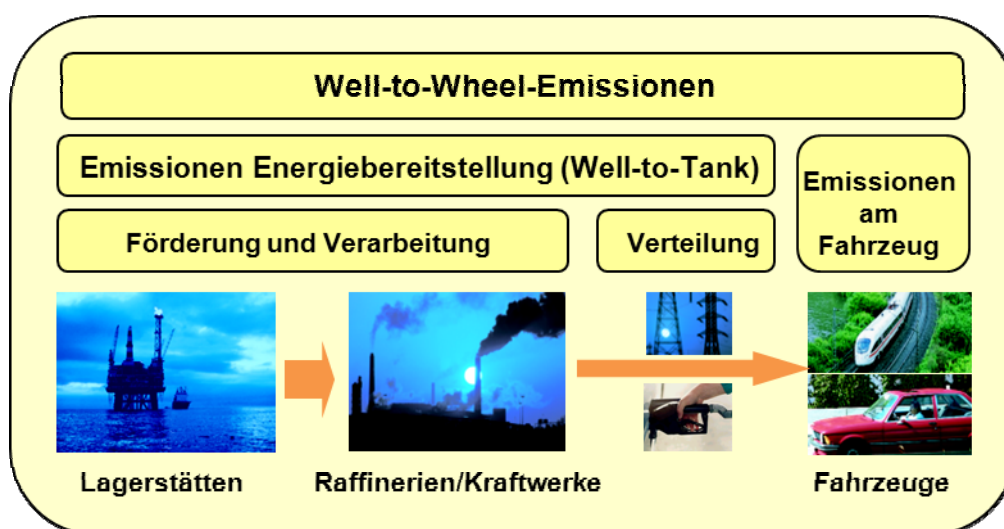 Well-to-Wheel-Emissionen
Emissionen Energiebereitstellung (Well-to-Tank)
Emissionen
am
Fahrzeug
Förderung und Verarbeitung
Verteilung
Lagerstätten
Raffinerien/Kraftwerke
Fahrzeuge